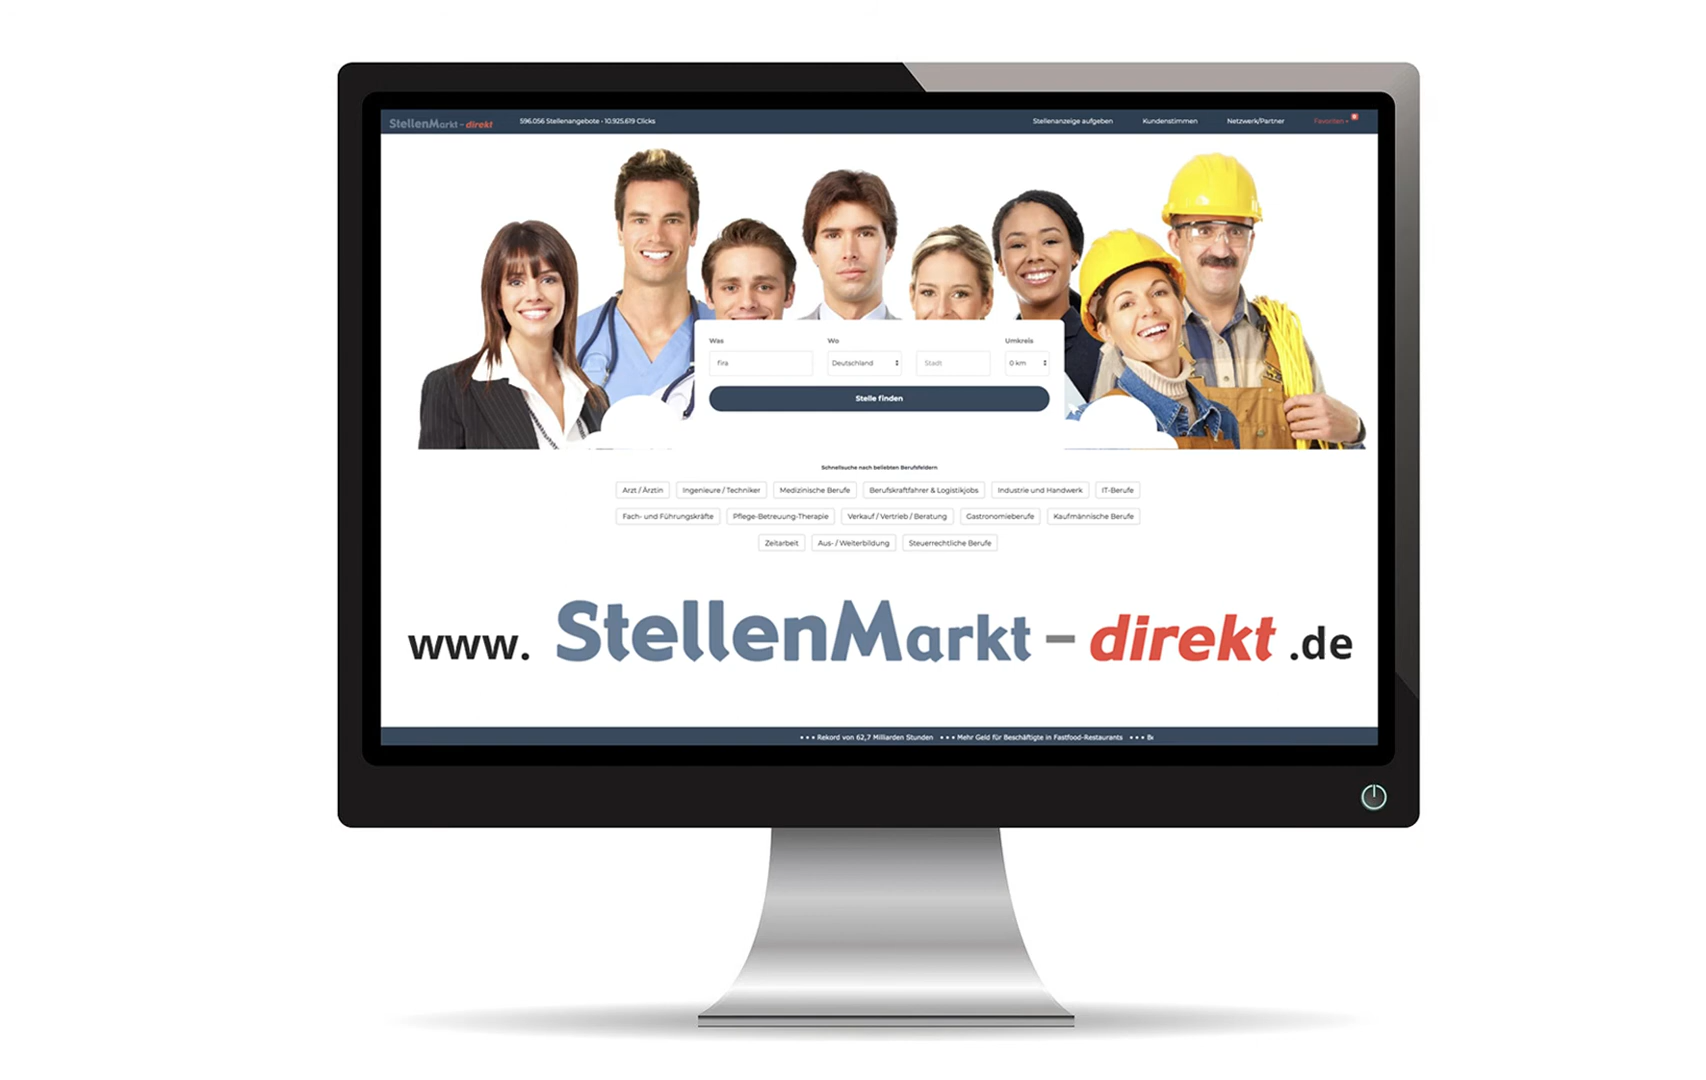 StellenMarkt - direkt 596.056 Stellenangebote - 10.925.619 Clicks Stellenanzeige aufgeben Kundenstimmen Netzwerk/Partner Favoriten
Was Wo Umkreis
fira Deutschland Stadt 0 km
Stelle finden
Schnellsuche nach beliebten Berufsfeldern
Arzt / Ärztin Ingenieure / Techniker Medizinische Berufe Berufskraftfahrer & Logistikjobs Industrie und Handwerk IT-Berufe
Fach- und Führungskräfte Pflege-Betreuung-Therapie Verkauf / Vertrieb / Beratung Gastronomieberufe Kaufmännische Berufe
Zeitarbeit Aus- / Weiterbildung Steuerrechtliche Berufe
www. StellenMarkt - direkt .de
• • • Rekord von 62,7 Milliarden Stunden • • • Mehr Geld für Beschäftigte in Fastfood-Restaurants • • •